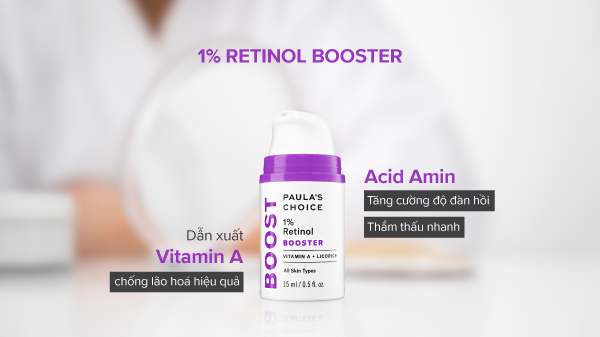 1% RETINOL BOOSTER
Acid Amin
Tăng cường độ đàn hồi
Thẩm thấu nhanh
Dẫn xuất
Vitamin A
chống lão hoá hiệu quả
BOOST
PAULA'S
CHOICE
1%
Retinol
BOOSTER
VITAMIN A + LICORICE
All Skin Types
15 ml / 0.5 fl. oz.